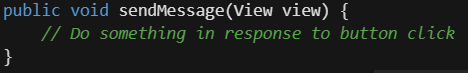 public void sendMessage(View view) {
    // Do something in response to button click
}